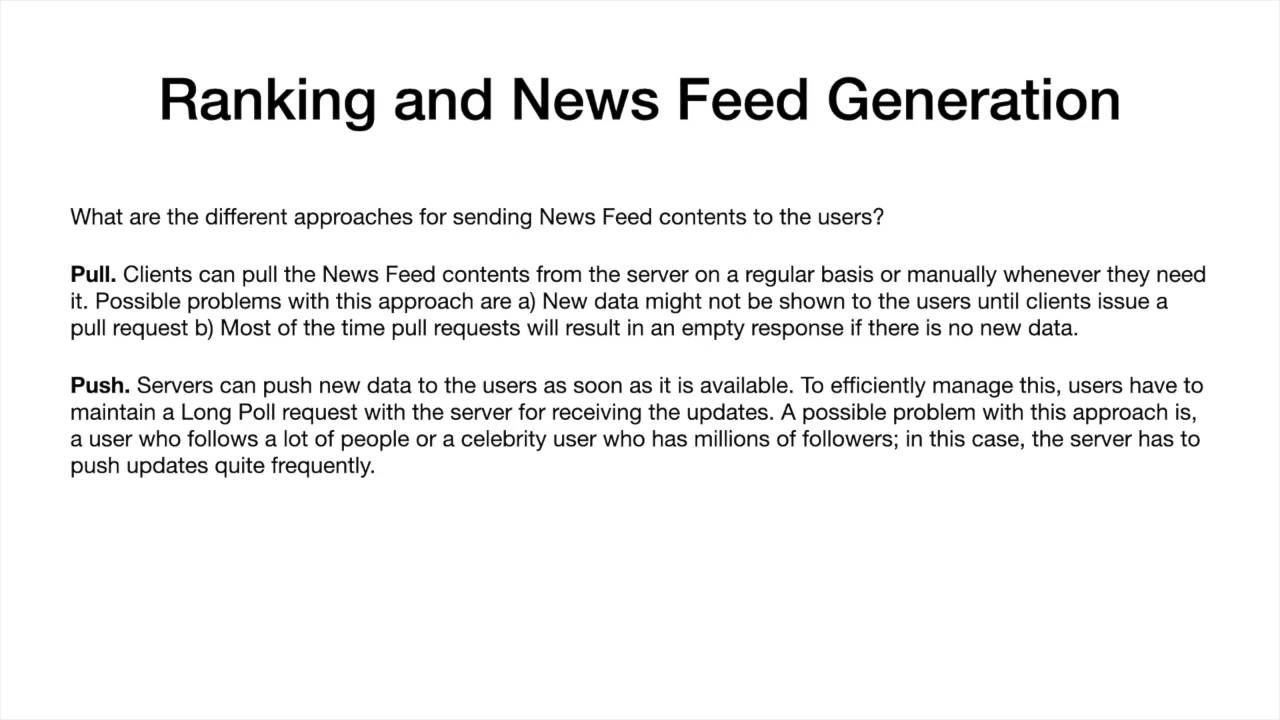 Ranking and News Feed Generation
What are the different approaches for sending News Feed contents to the users?
Pull. Clients can pull the News Feed contents from the server on a regular basis or manually whenever they need
it. Possible problems with this approach are a) New data might not be shown to the users until clients issue a
pull request b) Most of the time pull requests will result in an empty response if there is no new data.
Push. Servers can push new data to the users as soon as it is available. To efficiently manage this, users have to
maintain a Long Poll request with the server for receiving the updates. A possible problem with this approach is,
a user who follows a lot of people or a celebrity user who has millions of followers; in this case, the server has to
push updates quite frequently.